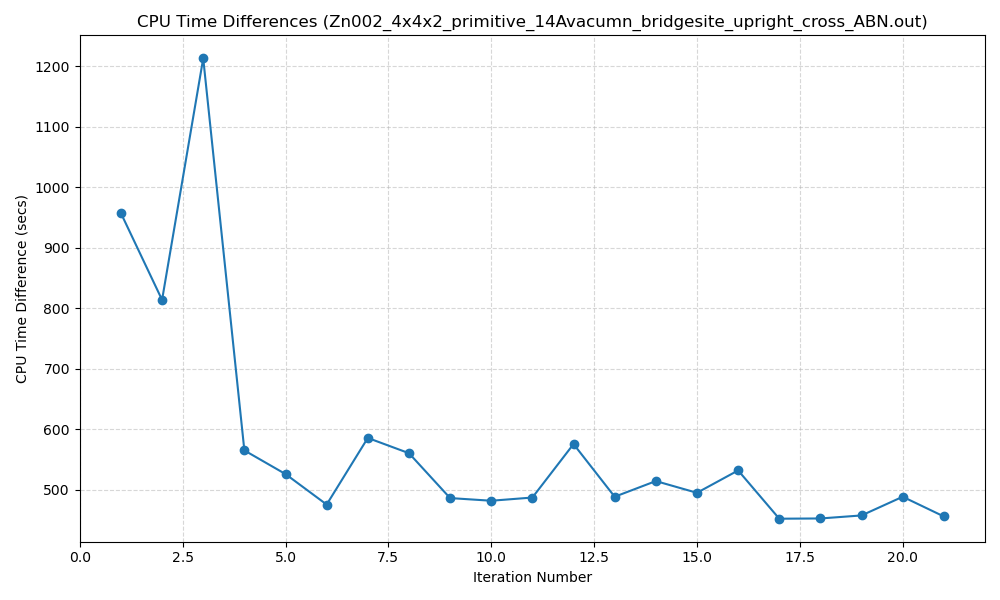 CPU Time Differences (Zn002_4x4x2_primitive_14Avacumn_bridgesite_upright_cross_ABN.out)
1200
1100
1000
900
800
700
600
500
CPU Time Difference (secs)
0.0 2.5 5.0 7.5 10.0 12.5 15.0 17.5 20.0
Iteration Number